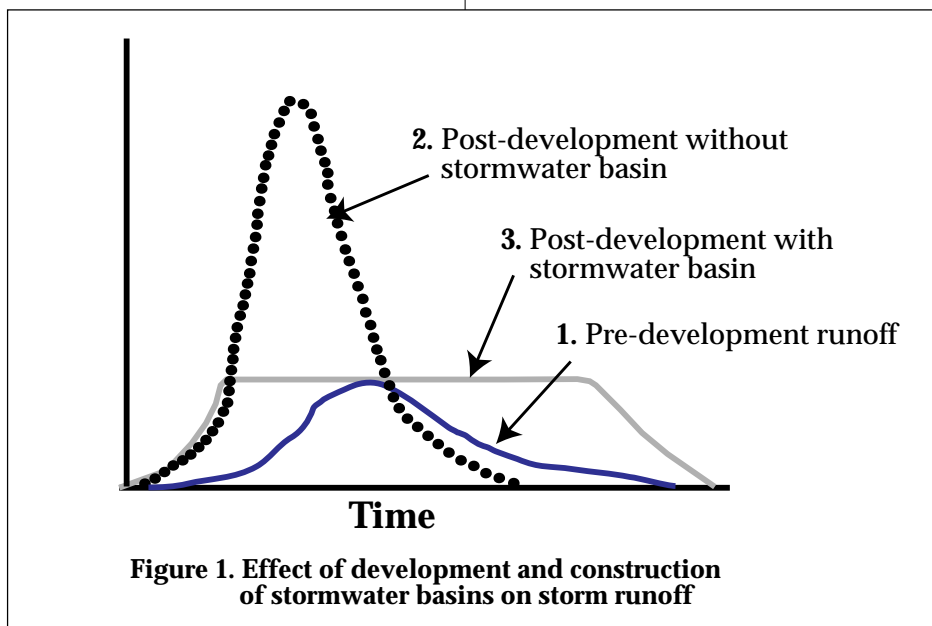 2. Post-development without
stormwater basin
3. Post-development with
stormwater basin
1. Pre-development runoff
Time
Figure 1. Effect of development and construction
of stormwater basins on storm runoff